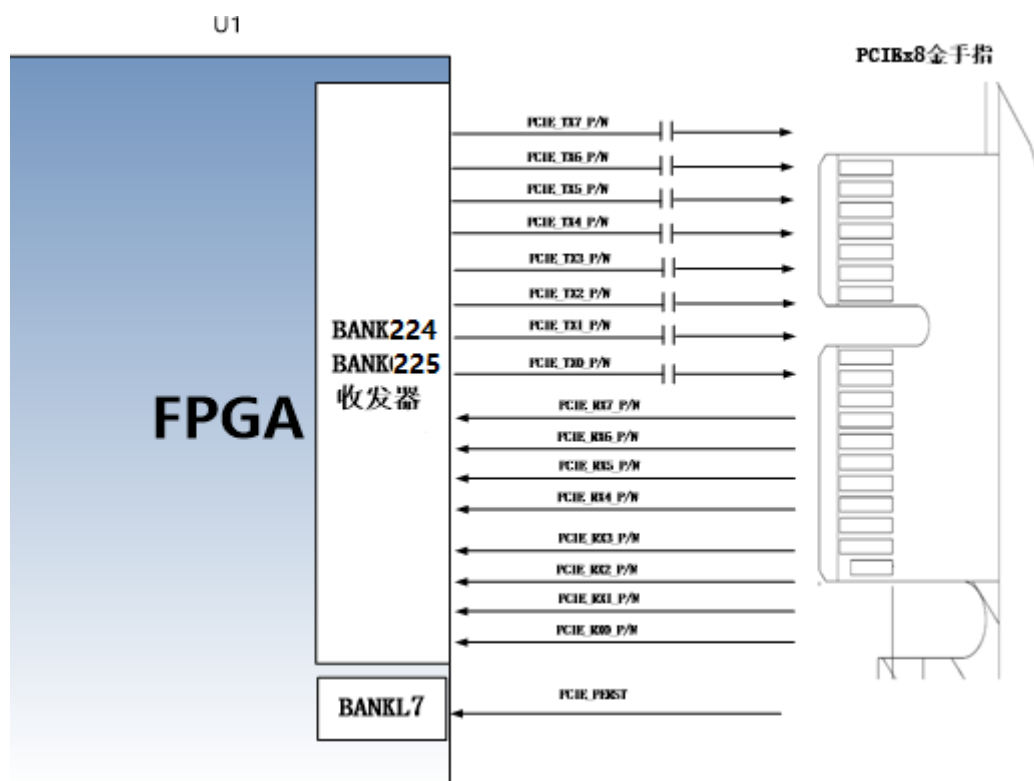 U1
PCIEx8金手指
PCIE_TX7_P/N
PCIE_TX6_P/N
PCIE_TX5_P/N
PCIE_TX4_P/N
PCIE_TX3_P/N
PCIE_TX2_P/N
PCIE_TX1_P/N
PCIE_TX0_P/N
BANK224
BANK225
收发器
FPGA
PCIE_RX7_P/N
PCIE_RX6_P/N
PCIE_RX5_P/N
PCIE_RX4_P/N
PCIE_RX3_P/N
PCIE_RX2_P/N
PCIE_RX1_P/N
PCIE_RX0_P/N
BANKL7
PCIE_PERST